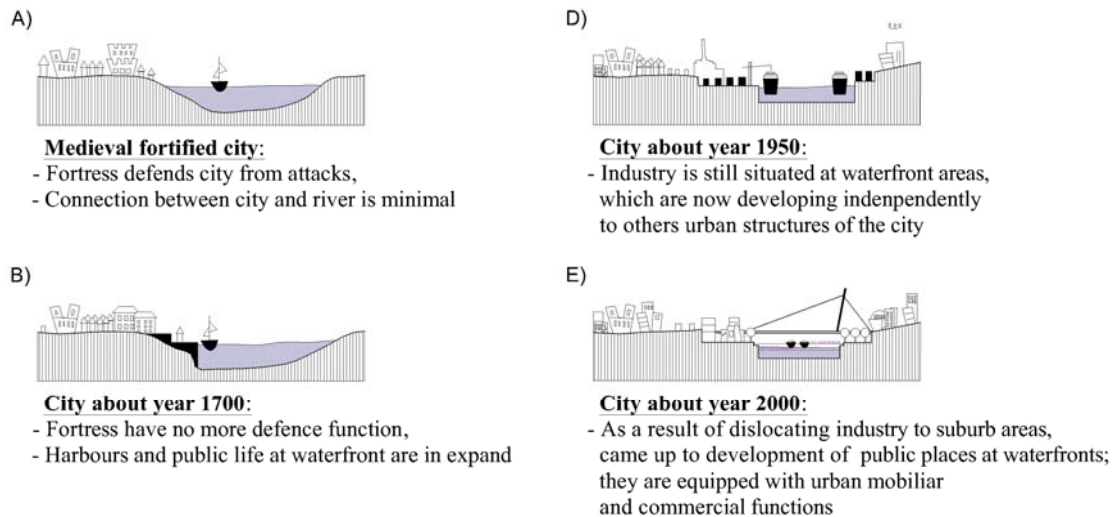 A)
Medieval fortified city:
- Fortress defends city from attacks,
- Connection between city and river is minimal
B)
City about year 1700:
- Fortress have no more defence function,
- Harbours and public life at waterfront are in expand
D)
City about year 1950:
- Industry is still situated at waterfront areas,
which are now developing indenpendently
to others urban structures of the city
E)
City about year 2000:
- As a result of dislocating industry to suburb areas,
came up to development of public places at waterfronts;
they are equipped with urban mobiliar
and commercial functions